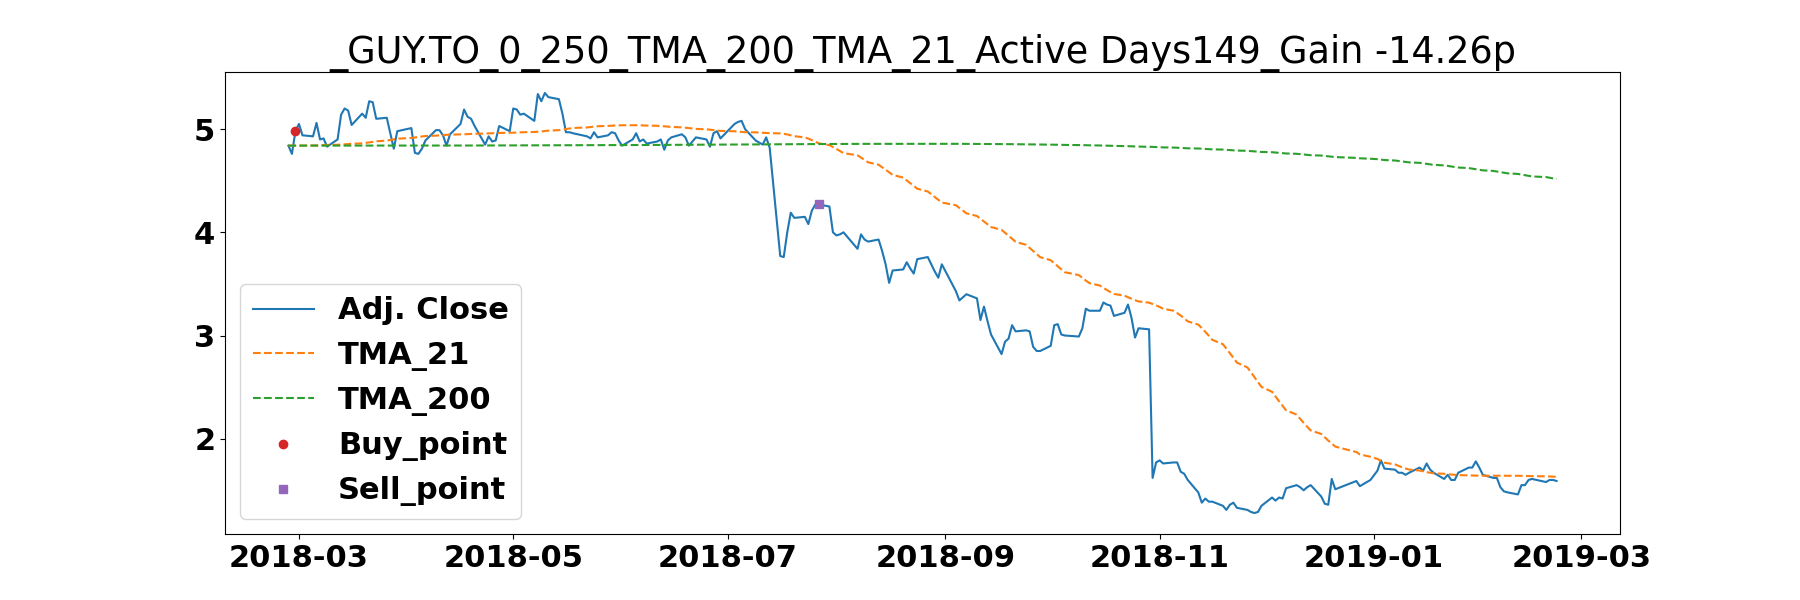 _GUY.TO_0_250_TMA_200_TMA_21_Active Days149_Gain -14.26p
5
4
3
2
Adj. Close
TMA_21
TMA_200
Buy_point
Sell_point
2018-03 2018-05 2018-07 2018-09 2018-11 2019-01 2019-03